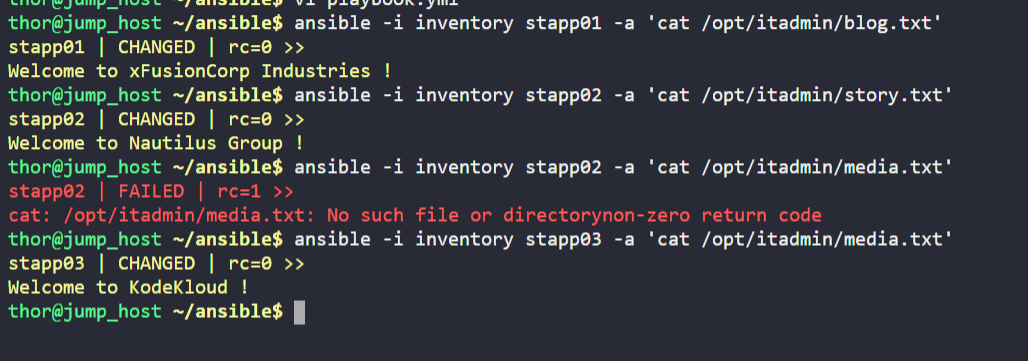 vi playbook.yml
thor@jump_host ~/ansible$ ansible -i inventory stapp01 -a 'cat /opt/itadmin/blog.txt'
stapp01 | CHANGED | rc=0 >>
Welcome to xFusionCorp Industries !
thor@jump_host ~/ansible$ ansible -i inventory stapp02 -a 'cat /opt/itadmin/story.txt'
stapp02 | CHANGED | rc=0 >>
Welcome to Nautilus Group !
thor@jump_host ~/ansible$ ansible -i inventory stapp02 -a 'cat /opt/itadmin/media.txt'
stapp02 | FAILED | rc=1 >>
cat: /opt/itadmin/media.txt: No such file or directorynon-zero return code
thor@jump_host ~/ansible$ ansible -i inventory stapp03 -a 'cat /opt/itadmin/media.txt'
stapp03 | CHANGED | rc=0 >>
Welcome to KodeKloud !
thor@jump_host ~/ansible$